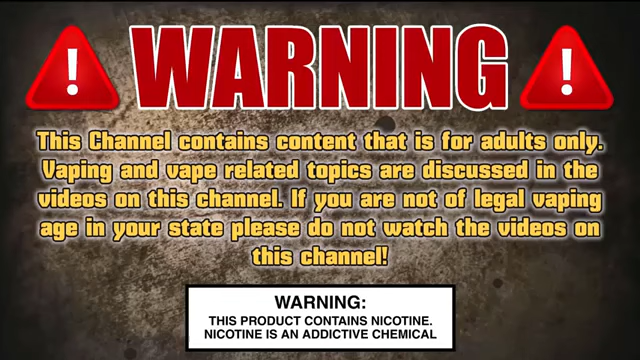 WARNING
This Channel contains content that is for adults only.
Vaping and vape related topics are discussed in the
videos on this channel. If you are not of legal vaping
age in your state please do not watch the videos on
this channel!
WARNING:
THIS PRODUCT CONTAINS NICOTINE.
NICOTINE IS AN ADDICTIVE CHEMICAL